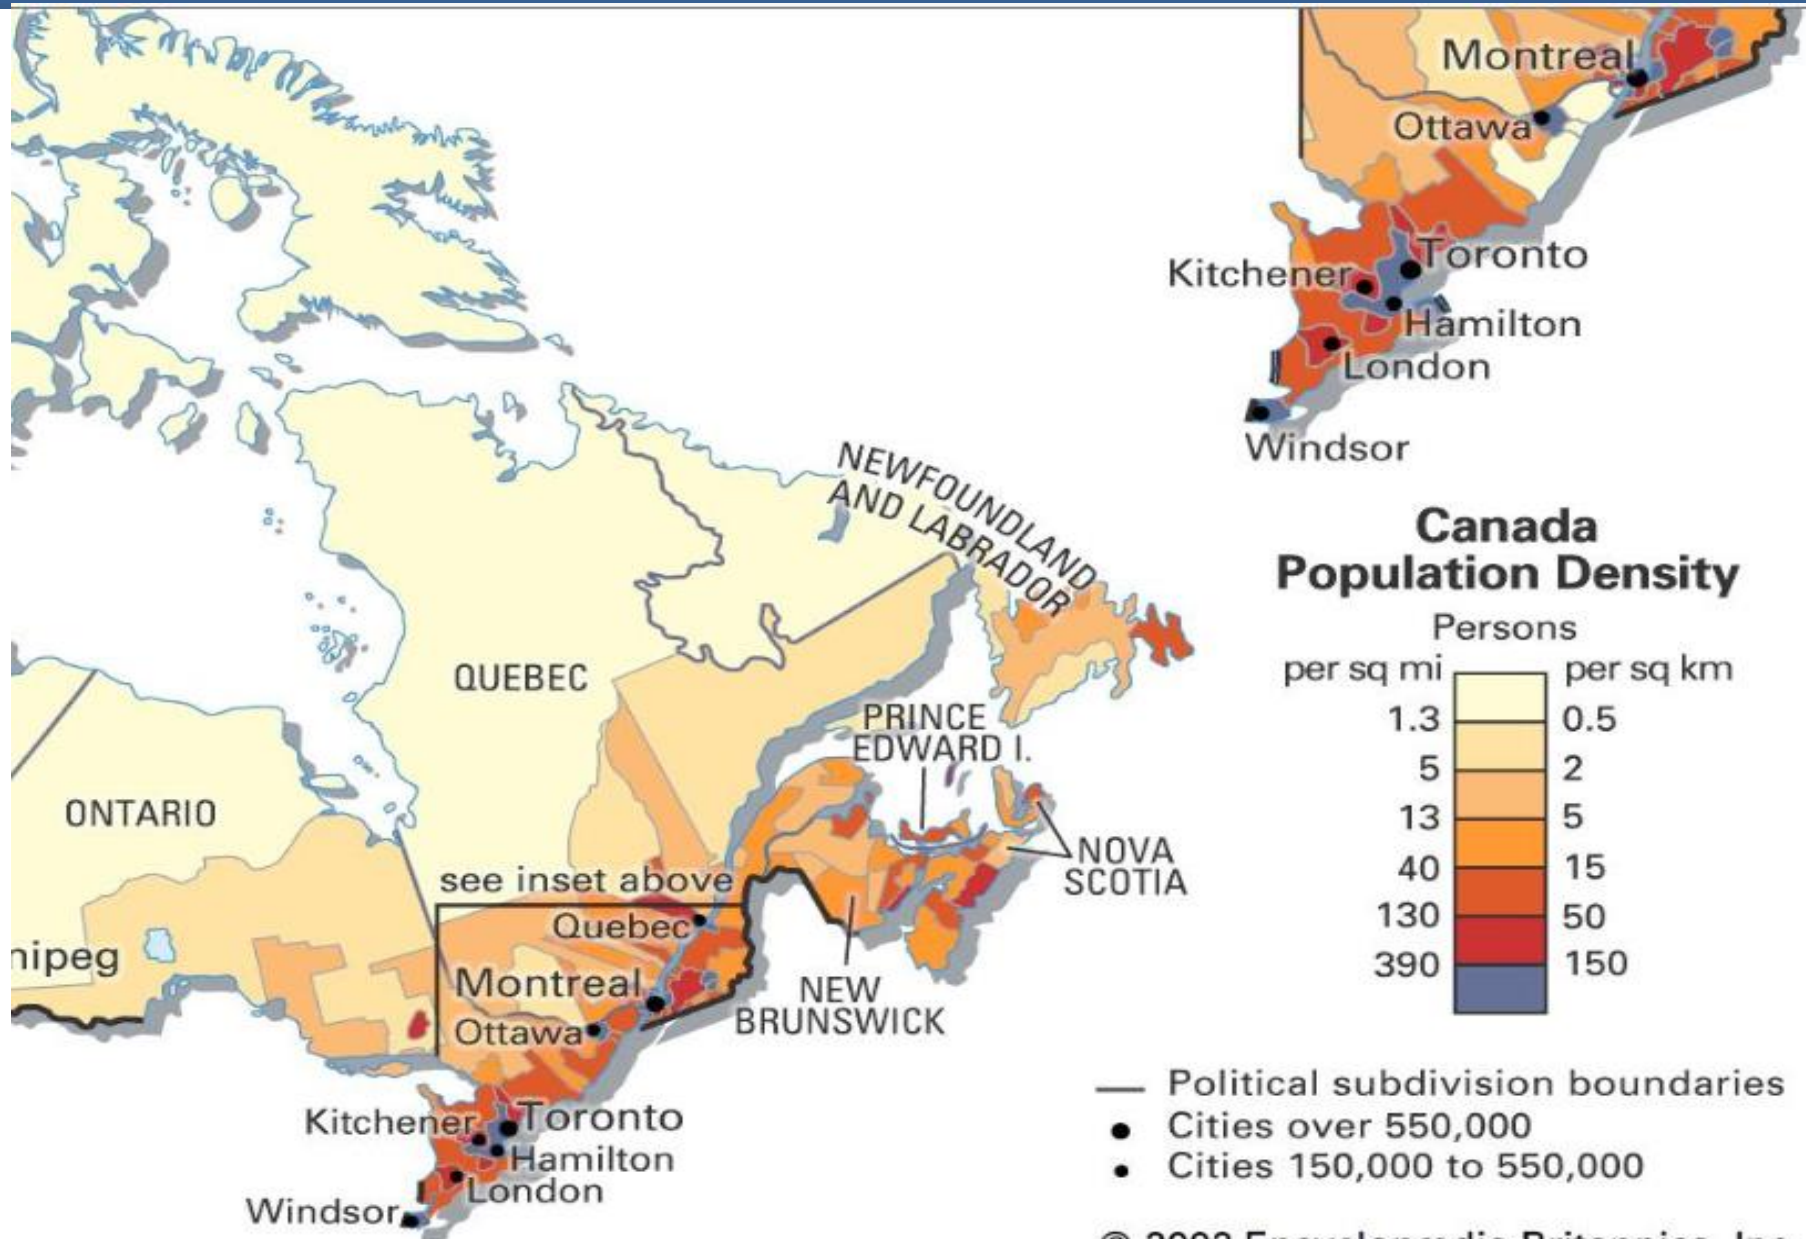 Montreal
Ottawa
Toronto
Kitchener
Hamilton
London
Windsor
NEWFOUNDLAND
AND LABRADOR
Canada
Population Density
Persons
per sq mi per sq km
1.3 0.5
5 2
13 5
40 15
130 50
390 150
QUEBEC
PRINCE
EDWARD I.
ONTARIO
NOVA
SCOTIA
see inset above
Quebec
nipeg
Montreal
Ottawa
NEW
BRUNSWICK
Kitchener
Toronto
Hamilton
London
Windsor
Political subdivision boundaries
Cities over 550,000
Cities 150,000 to 550,000